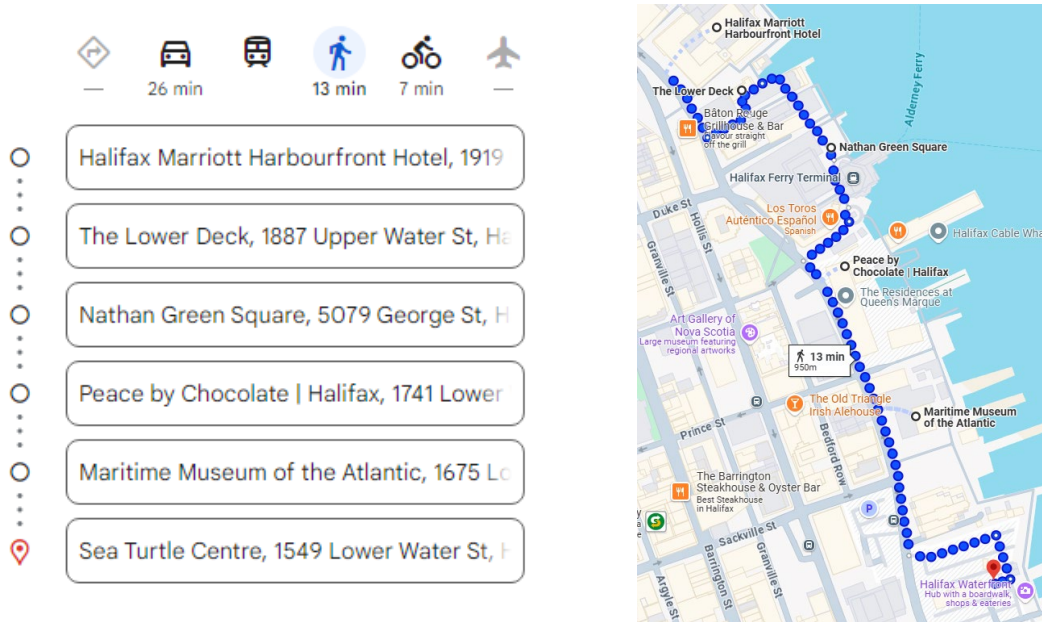 26 min
13 min
7 min
Halifax Marriott Harbourfront Hotel, 1919
The Lower Deck, 1887 Upper Water St,
Nathan Green Square, 5079 George St,
Peace by Chocolate | Halifax, 1741 Lower
Maritime Museum of the Atlantic, 1675
Sea Turtle Centre, 1549 Lower Water St,
Halifax Marriott
Harbourfront Hotel
Alderney Ferry
The Lower Deck
Bâton Rouge
Grillhouse & Bar
Flavour straight
off the grill
Nathan Green Square
Halifax Ferry Terminal
Duke St
Hollis St
Los Toros
Auténtico Español
Spanish
Granville St
Halifax Cable
Peace by
Chocolate | Halifax
The Residences at
Queen's Marque
Art Gallery of
Nova Scotia
Large museum featuring
regional artworks
13 min
950m
The Old Triangle
Irish Alehouse
Maritime Museum
of the Atlantic
Prince St
Bedford Row
The Barrington
Steakhouse & Oyster Bar
Best Steakhouse
in Halifax
P
Sackville St
Barrington St
Granville St
Argyle St
Halifax Waterfront
Hub with a boardwalk,
shops & eateries